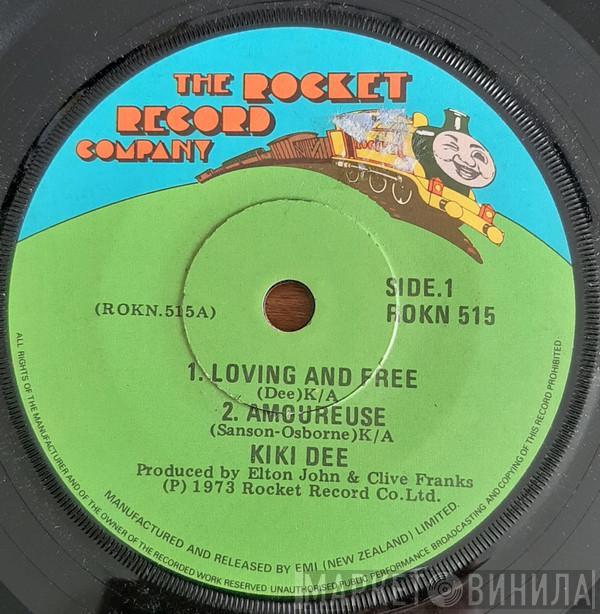 THE ROCKET
RECORD
COMPANY
SIDE.1
(ROKN.515A)
ROKN 515
1. LOVING AND FREE
(Dee)K/A
2. AMOUREUSE
(Sanson-Osborne)K/A
KIKI DEE
Produced by Elton John & Clive Franks
(P) 1973 Rocket Record Co.Ltd.
MANUFACTURED AND RELEASED BY EMI (NEW ZEALAND) LIMITED.
ALL RIGHTS OF THE MANUFACTURER AND OF THE OWNER OF THE RECORDED WORK RESERVED UNAUTHORISED PUBLIC PERFORMANCE BROADCASTING AND COPYING OF THIS RECORD PROHIBITED
МАРКЕТ ВИНИЛА